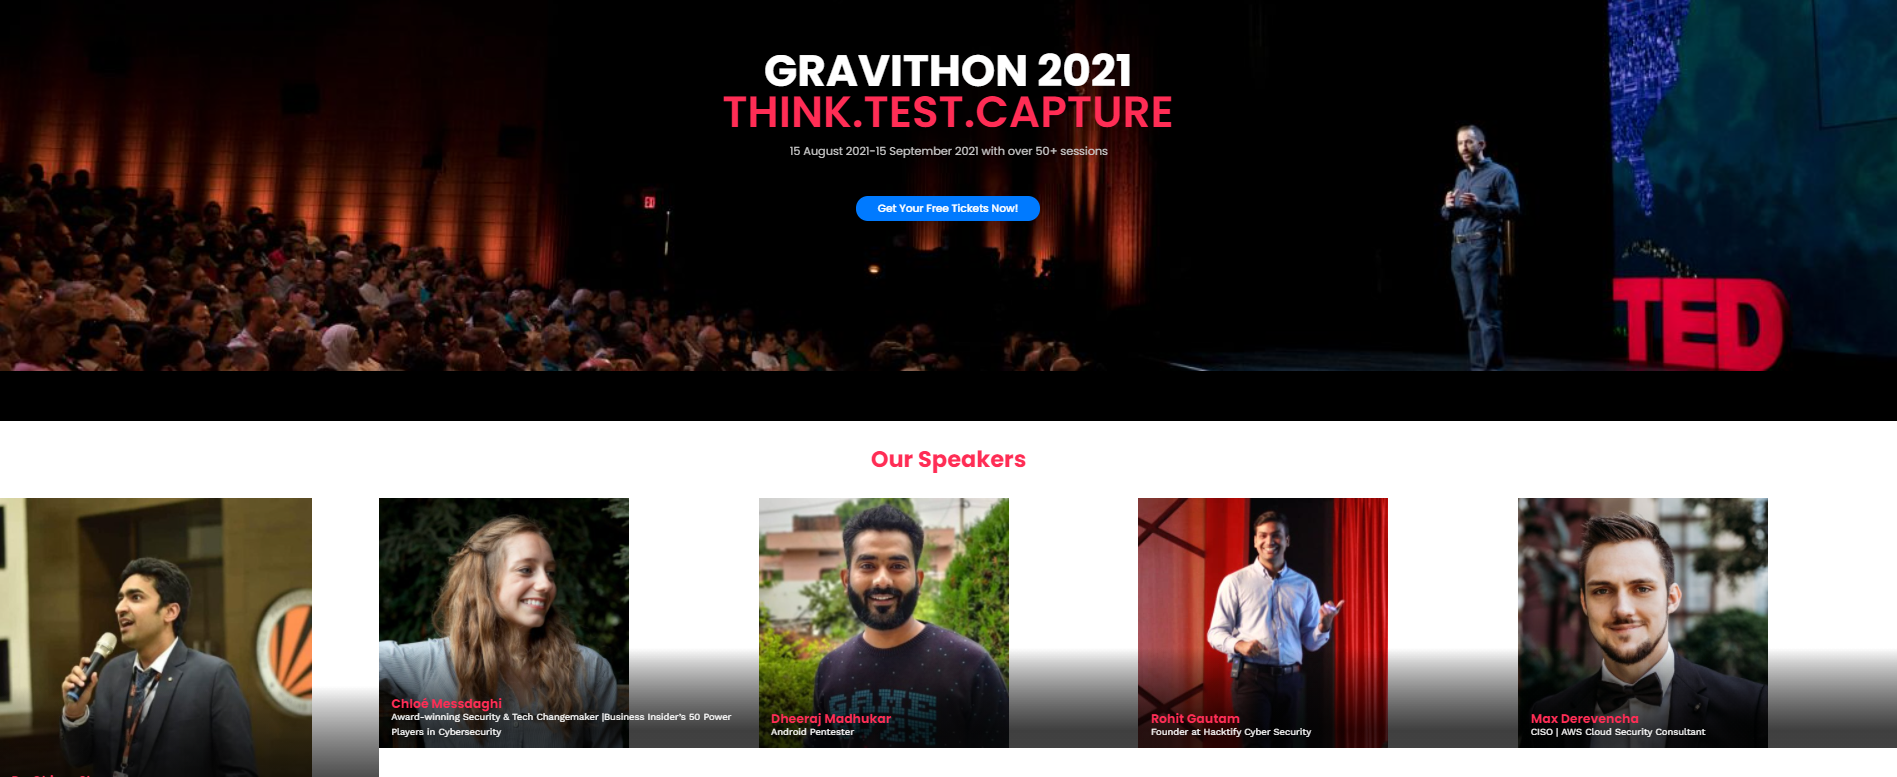 GRAVITHON 2021
THINK.TEST.CAPTURE
15 August 2021-15 September 2021 with over 50+ sessions
Get Your Free Tickets Now!
TED
Our Speakers
Chloé Messdaghi
Award-winning Security & Tech Changemaker |Business Insider's 50 Power
Players in Cybersecurity
GAME
Dheeraj Madhukar
Android Pentester
Rohit Gautam
Founder at Hacktify Cyber Security
Max Derevencha
CISO | AWS Cloud Security Consultant